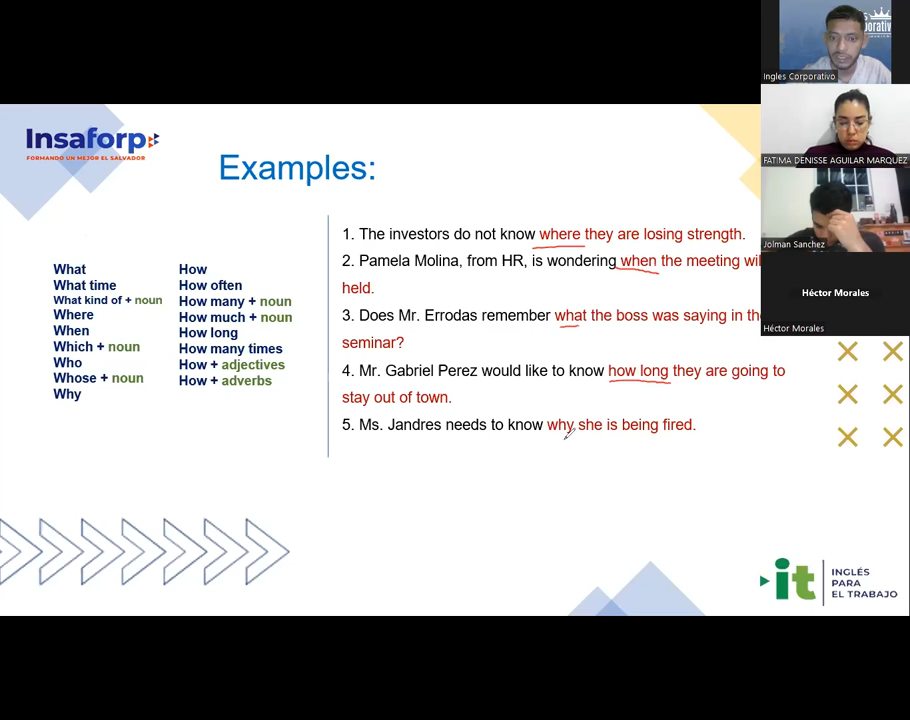 Ingles Corporativo
FATIMA DENISSE AGUILAR MARQUEZ
Jolman Sanchez
Héctor Morales
Héctor Morales
Insaforp
FORMANDO UN MEJOR EL SALVADOR
Examples:
What
What time
What kind of + noun
Where
When
Which + noun
Who
Whose + noun
Why
How
How often
How many + noun
How much + noun
How long
How many times
How + adjectives
How + adverbs
1. The investors do not know where they are losing strength.
2. Pamela Molina, from HR, is wondering when the meeting
held.
3. Does Mr. Errodas remember what the boss was saying in
seminar?
4. Mr. Gabriel Perez would like to know how long they are going to
stay out of town.
5. Ms. Jandres needs to know why she is being fired.
it
INGLÉS
PARA
EL TRABAJO